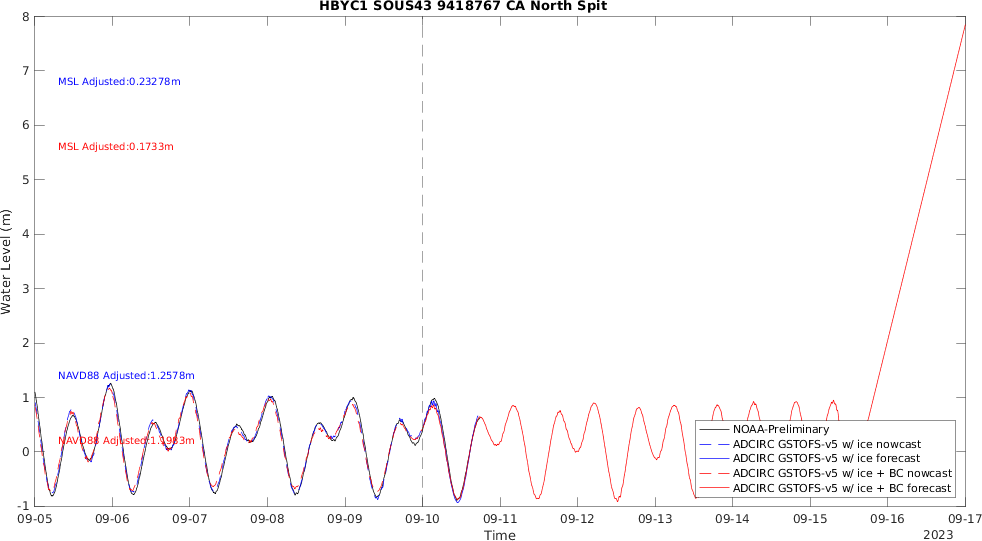 HBYC1 SOUS43 9418767 CA North Spit
8
7
6
5
4
3
2
1
0
-1
Water Level (m)
MSL Adjusted:0.23278m
MSL Adjusted:0.1733m
NAVD88 Adjusted:1.2578m
NAVD88 Adjusted:1.1983m
NOAA-Preliminary
ADCIRC GSTOFS-v5 w/ ice nowcast
ADCIRC GSTOFS-v5 w/ ice forecast
ADCIRC GSTOFS-v5 w/ ice + BC nowcast
ADCIRC GSTOFS-v5 w/ ice + BC forecast
09-05 09-06 09-07 09-08 09-09 09-10 09-11 09-12 09-13 09-14 09-15 09-16 09-17
Time
2023